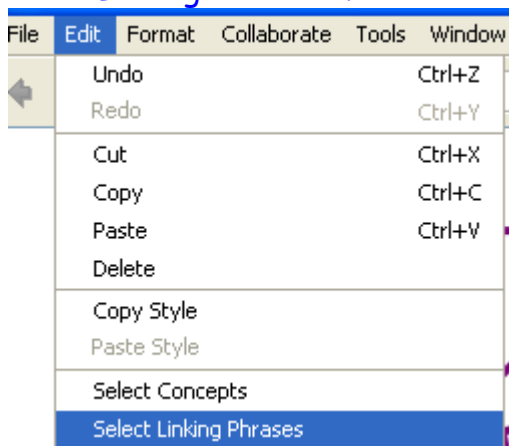 File Edit Format Collaborate Tools Window
Undo Ctrl+Z
Redo Ctrl+Y
Cut Ctrl+X
Copy Ctrl+C
Paste Ctrl+V
Delete
Copy Style
Paste Style
Select Concepts
Select Linking Phrases